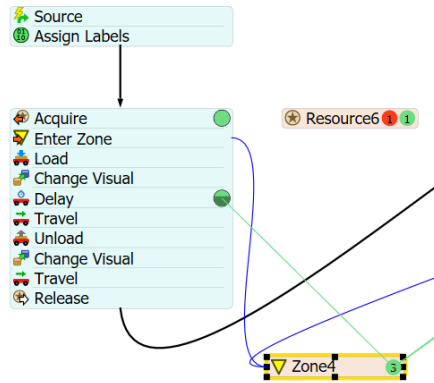 Source
Assign Labels
Acquire
Resource6 1 1
Enter Zone
Load
Change Visual
Delay
Travel
Unload
Change Visual
Travel
Release
Zone4 5